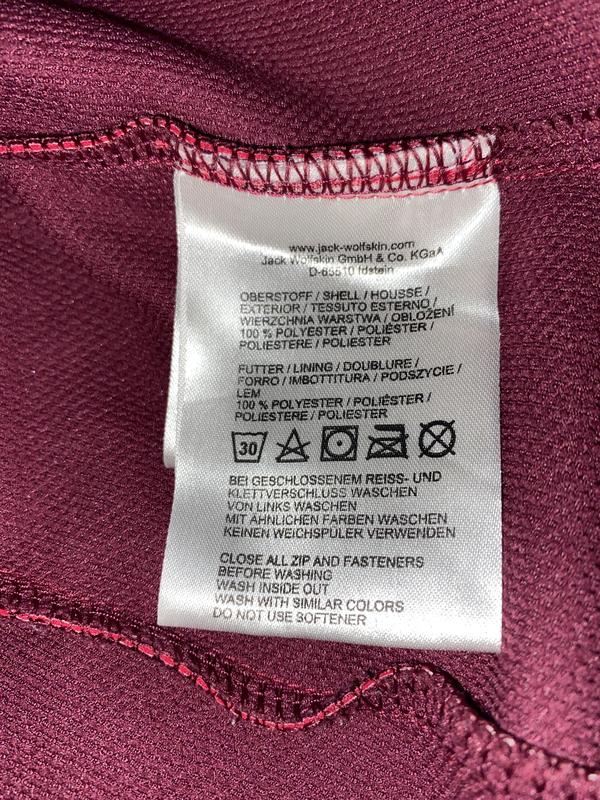 www.jack-wolfskin.com
Jack Wolfskin GmbH & Co. KGaA
D-65510 Idstein
OBERSTOFF / SHELL / HOUSSE /
EXTERIOR / TESSUTO ESTERNO /
WIERZCHNIA WARSTWA / OBLOŽENÍ
100 % POLYESTER / POLIÉSTER /
POLIESTERE / POLIESTER
FUTTER / LINING / DOUBLURE /
FORRO / IMBOTTITURA / PODSZYCIE /
LEM
100 % POLYESTER / POLIÉSTER /
POLIESTERE / POLIESTER
30
BEI GESCHLOSSENEM REISS- UND
KLETTVERSCHLUSS WASCHEN
VON LINKS WASCHEN
MIT ÄHNLICHEN FARBEN WASCHEN
KEINEN WEICHSPÜLER VERWENDEN
CLOSE ALL ZIP AND FASTENERS
BEFORE WASHING
WASH INSIDE OUT
WASH WITH SIMILAR COLORS
DO NOT USE SOFTENER